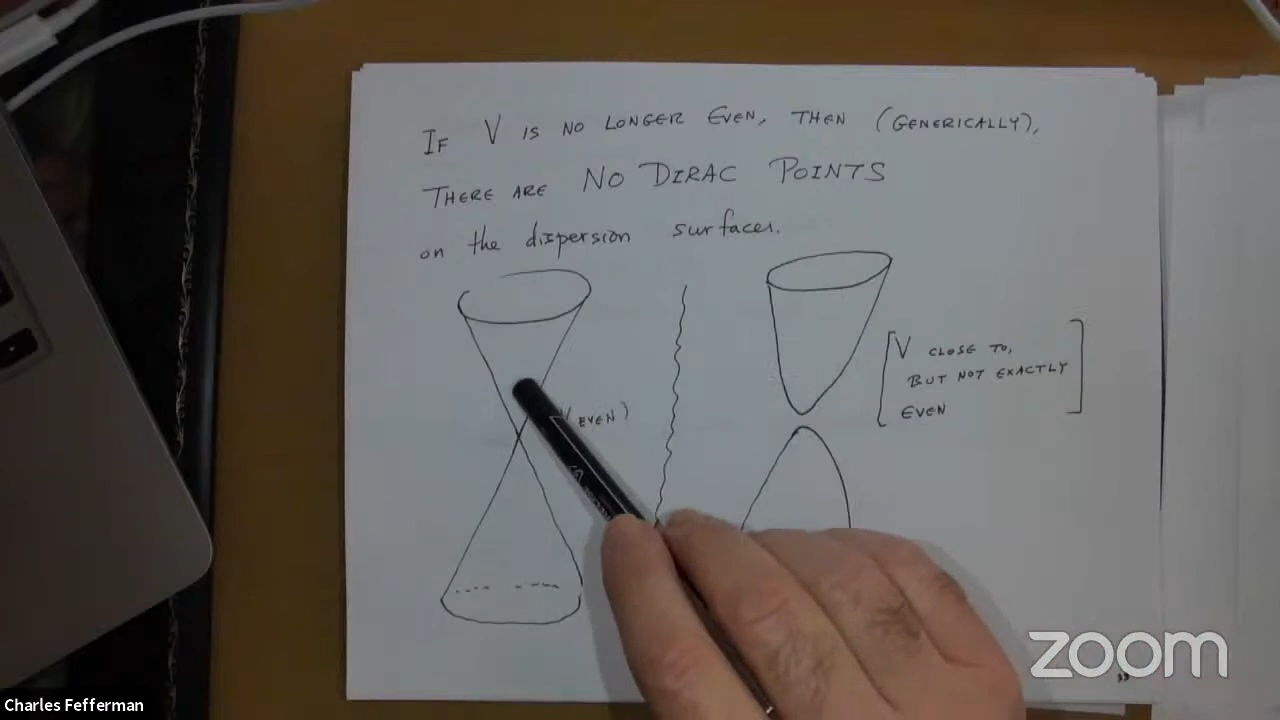 IF V IS NO LONGER EVEN, THEN (GENERICALLY),
THERE ARE NO DIRAC POINTS
on the dispersion surfaces.
V EVEN)
V CLOSE TO,
BUT NOT EXACTLY
EVEN
zoom
Charles Fefferman